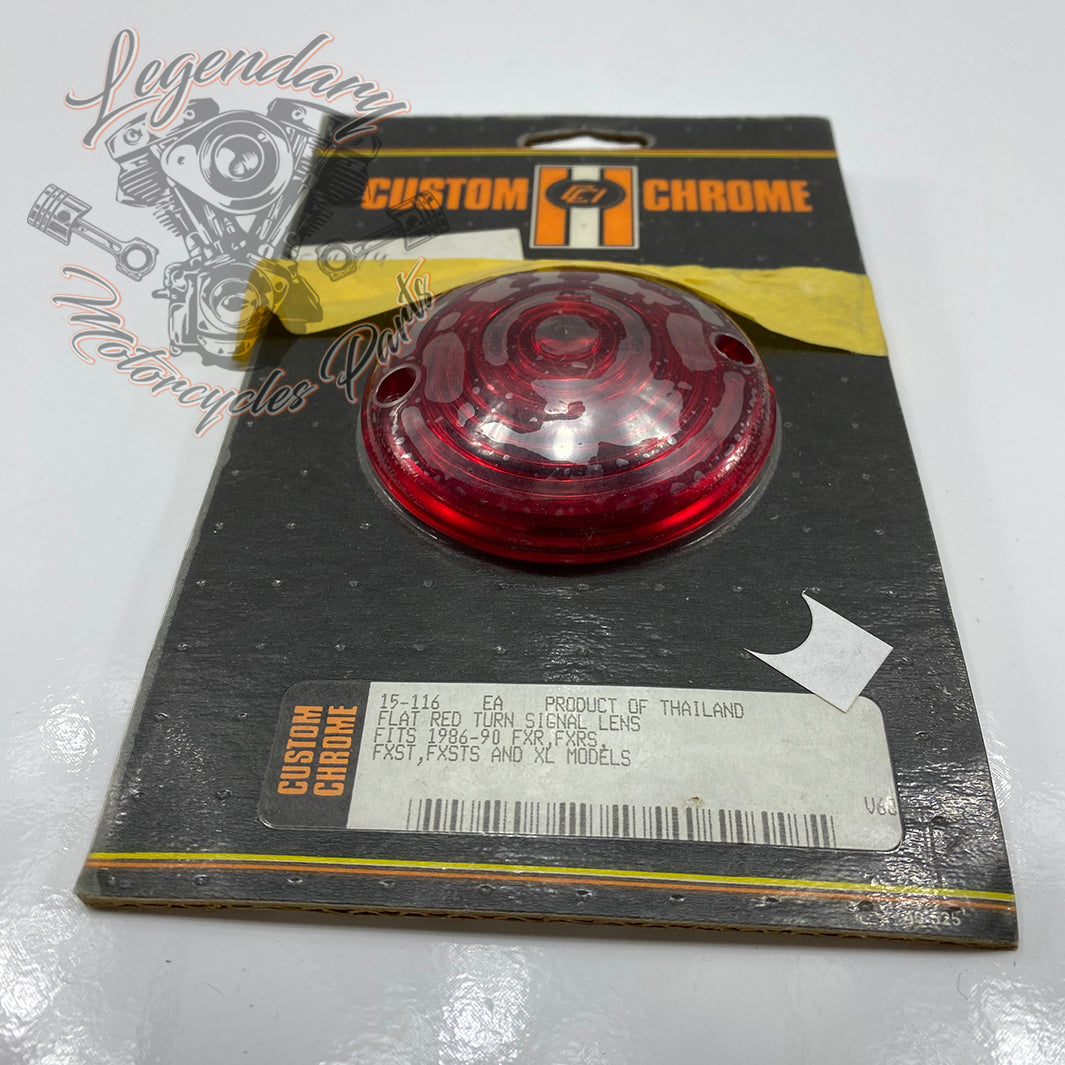 Legendary
Motorcycles Parts
CUSTOM CHROME
15-116 EA PRODUCT OF THAILAND
FLAT RED TURN SIGNAL LENS
FITS 1986-90 FXR,FXRS,
FXST,FXSTS AND XL MODELS
CUSTOM
CHROME